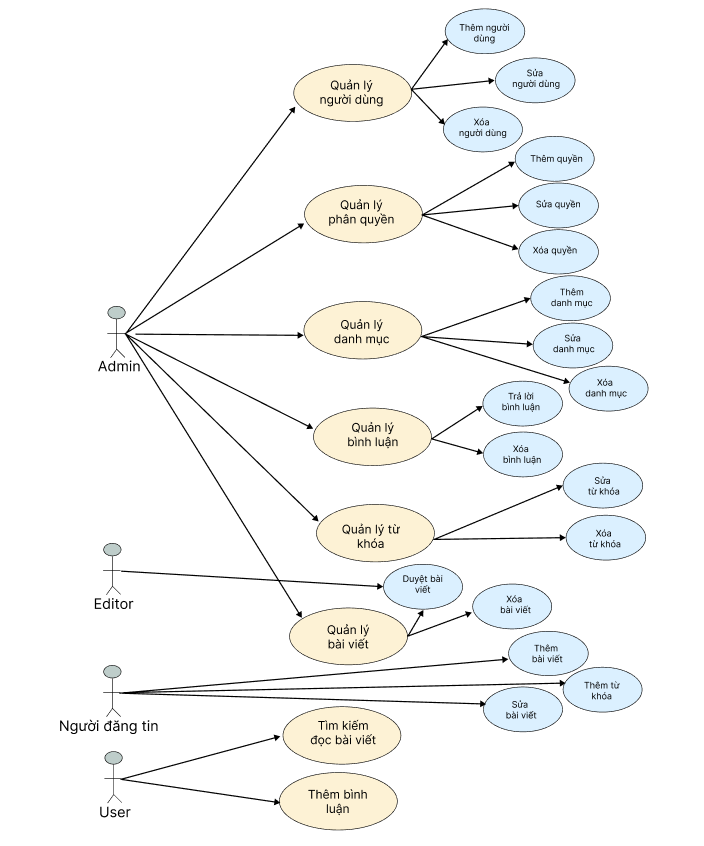 Thêm người
dùng
Quản lý
người dùng
Sửa
người dùng
Xóa
người dùng
Thêm quyền
Quản lý
phân quyền
Sửa quyền
Xóa quyền
Thêm
danh mục
Quản lý
danh mục
Sửa
danh mục
Admin
Xóa
danh mục
Trả lời
bình luận
Quản lý
bình luận
Xóa
bình luận
Sửa
từ khóa
Quản lý từ
khóa
Xóa
từ khóa
Editor
Duyệt bài
viết
Xóa
bài viết
Quản lý
bài viết
Thêm
bài viết
Thêm từ
khóa
Người đăng tin
Sửa
bài viết
Tìm kiếm
đọc bài viết
User
Thêm bình
luận